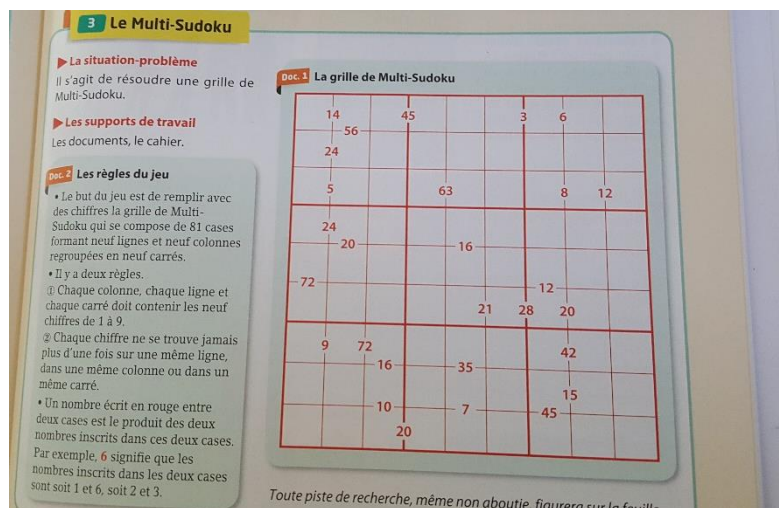 3 Le Multi-Sudoku
▶ La situation-problème
Il s'agit de résoudre une grille de
Multi-Sudoku.
▶ Les supports de travail
Les documents, le cahier.
Doc. 2 Les règles du jeu
• Le but du jeu est de remplir avec
des chiffres la grille de Multi-
Sudoku qui se compose de 81 cases
formant neuf lignes et neuf colonnes
regroupées en neuf carrés.
• Il y a deux règles.
① Chaque colonne, chaque ligne et
chaque carré doit contenir les neuf
chiffres de 1 à 9.
② Chaque chiffre ne se trouve jamais
plus d'une fois sur une même ligne,
dans une même colonne ou dans un
même carré.
• Un nombre écrit en rouge entre
deux cases est le produit des deux
nombres inscrits dans ces deux cases.
Par exemple, 6 signifie que les
nombres inscrits dans les deux cases
sont soit 1 et 6, soit 2 et 3.
Doc. 1 La grille de Multi-Sudoku
14 45 3 6
56
24
5 63 8 12
24
20 16
72 12
21 28 20
9 72 42
16 35
15
10 7 45
20
Toute piste de recherche, même non aboutie, figurera sur la feuille